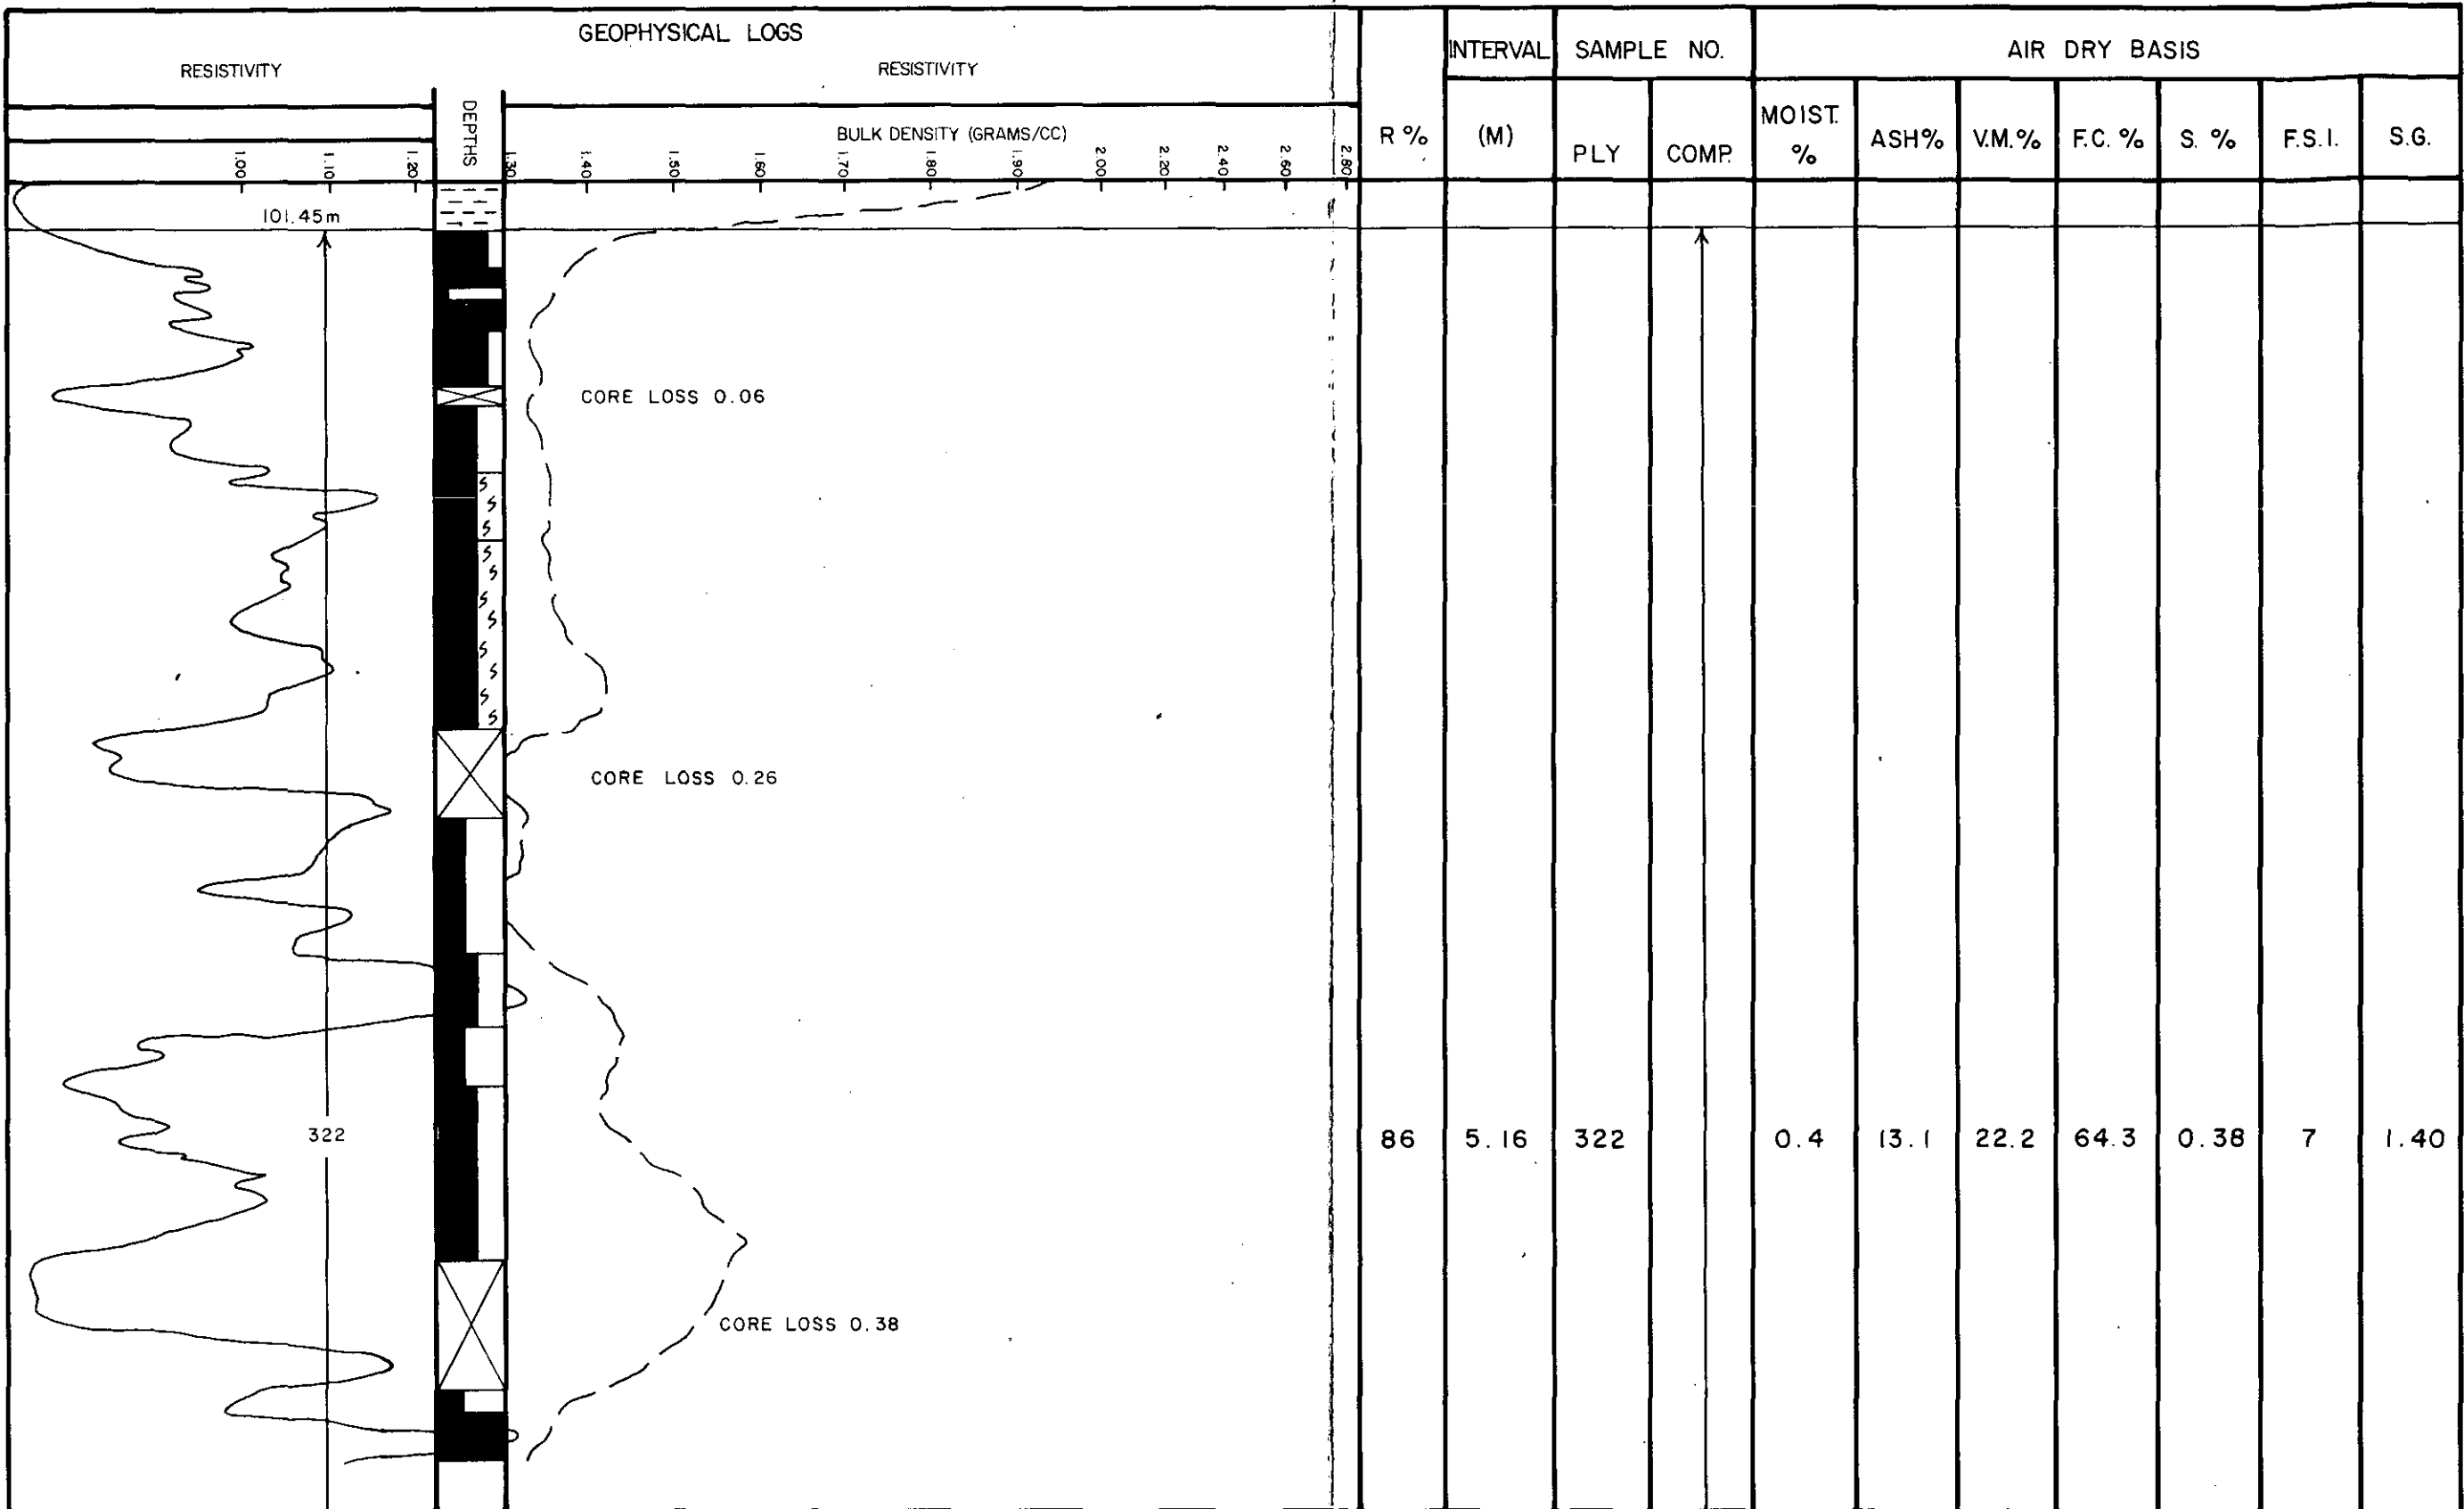 GEOPHYSICAL LOGS
RESISTIVITY
RESISTIVITY
DEPTHS
BULK DENSITY (GRAMS/CC)
1.00 1.10 1.20 1.30 1.40 1.50 1.60 1.70 1.80 1.90 2.00 2.20 2.40 2.60 2.80
R %
INTERVAL (M)
SAMPLE NO.
PLY COMP.
AIR DRY BASIS
MOIST. % ASH% V.M.% F.C. % S. % F.S.I. S.G.
101.45m
CORE LOSS 0.06
CORE LOSS 0.26
322
86 5.16 322 0.4 13.1 22.2 64.3 0.38 7 1.40
CORE LOSS 0.38